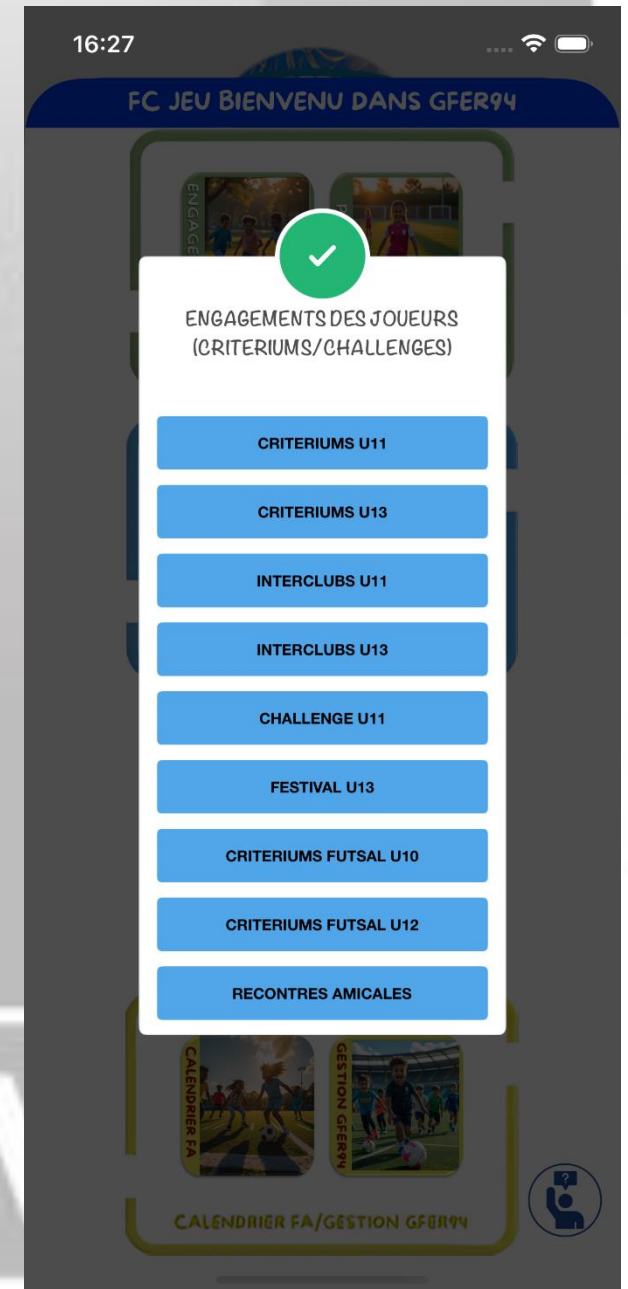 16:27
FC JEU BIENVENU DANS GFER94
ENGAGE
ENGAGEMENTS DES JOUEURS
(CRITERIUMS/CHALLENGES)
CRITERIUMS U11
CRITERIUMS U13
INTERCLUBS U11
INTERCLUBS U13
CHALLENGE U11
FESTIVAL U13
CRITERIUMS FUTSAL U10
CRITERIUMS FUTSAL U12
RECONTRES AMICALES
CALENDRIER FA
GESTION GFER94
?
CALENDRIER FA/GESTION GFER94